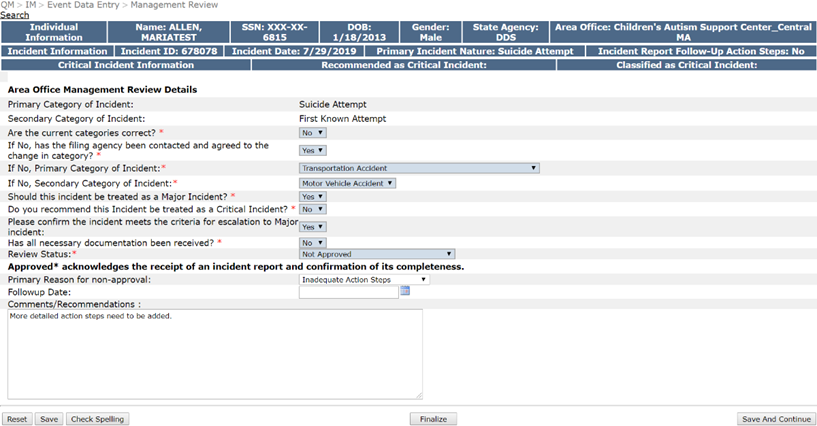 QM > IM > Event Data Entry > Management Review
Search
Individual Information
Name: ALLEN, MARIATEST
SSN: XXX-XX-6815
DOB: 1/18/2013
Gender: Male
State Agency: DDS
Area Office: Children's Autism Support Center_Central MA
Incident Information
Incident ID: 678078
Incident Date: 7/29/2019
Primary Incident Nature: Suicide Attempt
Incident Report Follow-Up Action Steps: No
Critical Incident Information
Recommended as Critical Incident:
Classified as Critical Incident:
Area Office Management Review Details
Primary Category of Incident: Suicide Attempt
Secondary Category of Incident: First Known Attempt
Are the current categories correct? * No
If No, has the filing agency been contacted and agreed to the
change in category? * Yes
If No, Primary Category of Incident:* Transportation Accident
If No, Secondary Category of Incident:* Motor Vehicle Accident
Should this incident be treated as a Major Incident? * Yes
Do you recommend this Incident be treated as a Critical Incident? * No
Please confirm the incident meets the criteria for escalation to Major
incident: Yes
Has all necessary documentation been received? * No
Review Status:* Not Approved
Approved* acknowledges the receipt of an incident report and confirmation of its completeness.
Primary Reason for non-approval: Inadequate Action Steps
Followup Date:
Comments/Recommendations :
More detailed action steps need to be added.
Reset Save Check Spelling Finalize Save And Continue